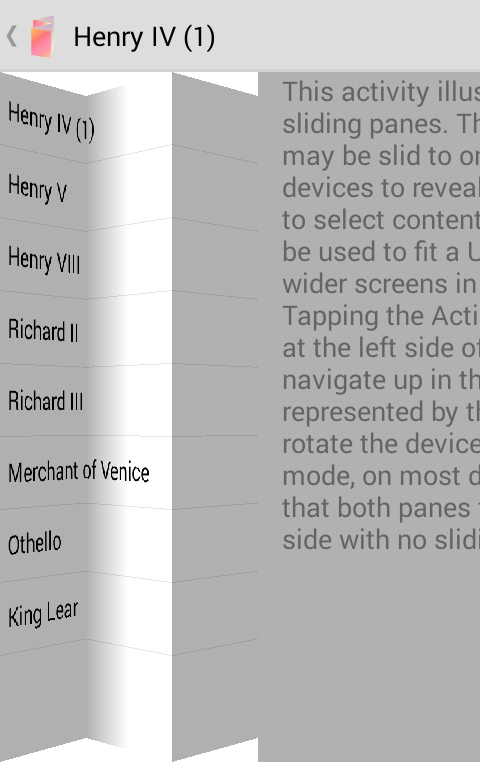 Henry IV (1)
Henry IV (1)
Henry V
Henry VIII
Richard II
Richard III
Merchant of Venice
Othello
King Lear
This activity illus
sliding panes. Th
may be slid to on
devices to reveal
to select content
be used to fit a U
wider screens in
Tapping the Acti
at the left side of
navigate up in th
represented by th
rotate the device
mode, on most d
that both panes
side with no slidi